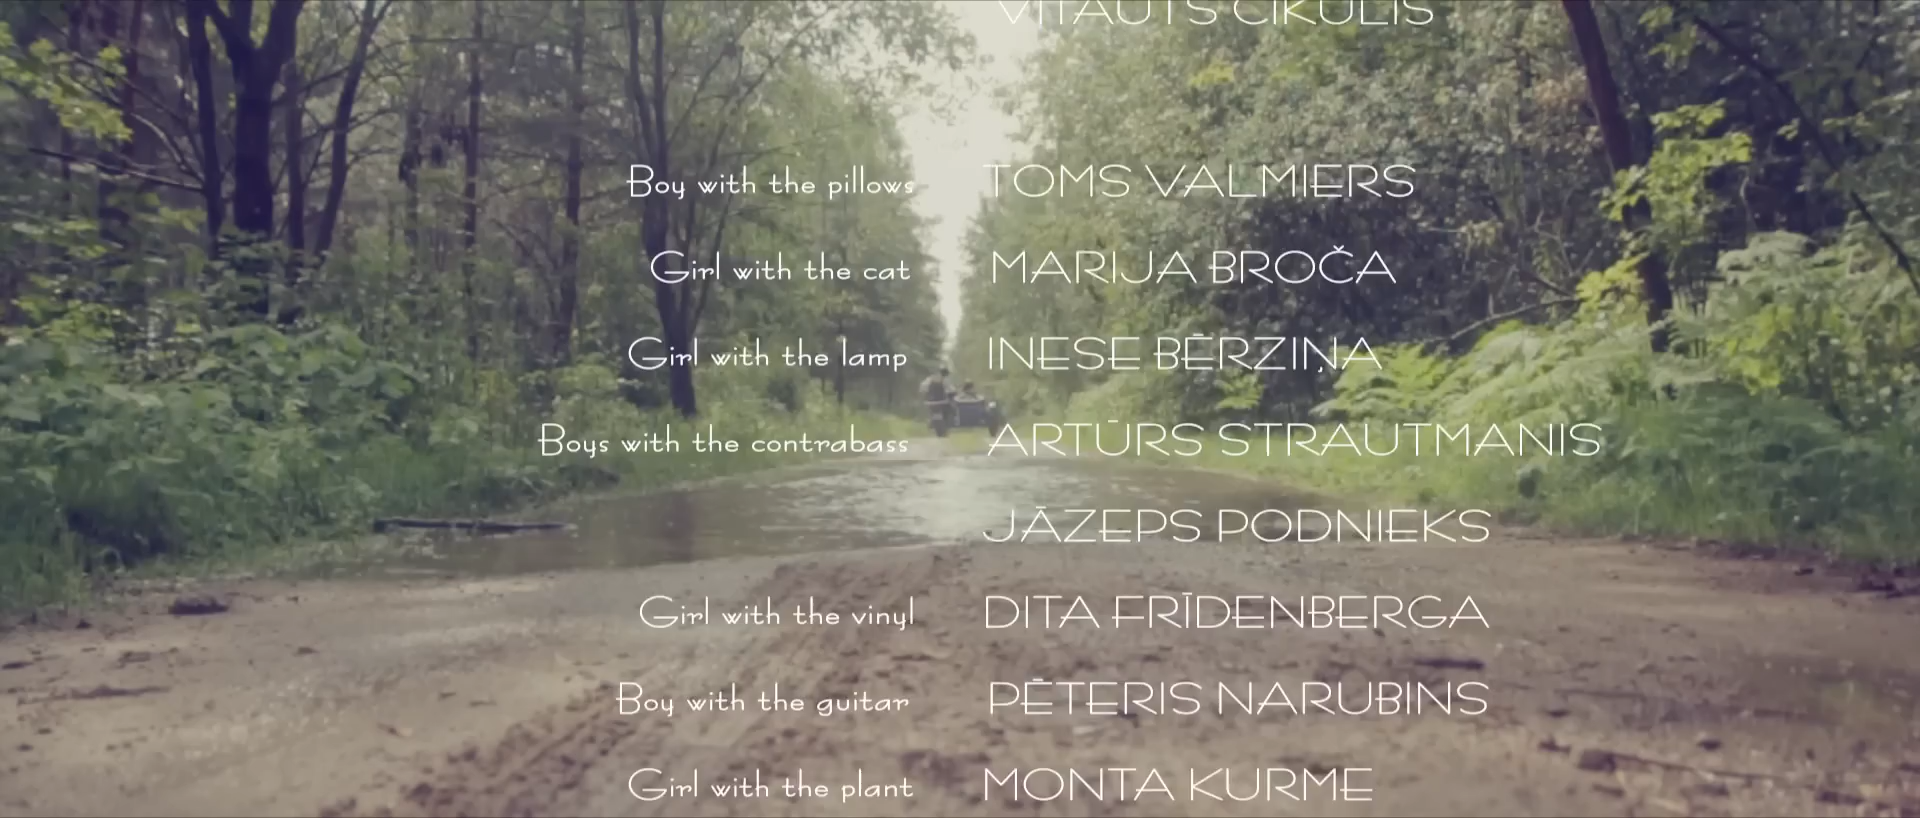 VITAUTS CIKULIS
Boy with the pillows TOMS VALMIERS
Girl with the cat MARIJA BROČA
Girl with the lamp INESE BĒRZIŅA
Boys with the contrabass ARTŪRS STRAUTMANIS
JĀZEPS PODNIEKS
Girl with the vinyl DITA FRĪDENBERGA
Boy with the guitar PĒTERIS NARUBINS
Girl with the plant MONTA KURME